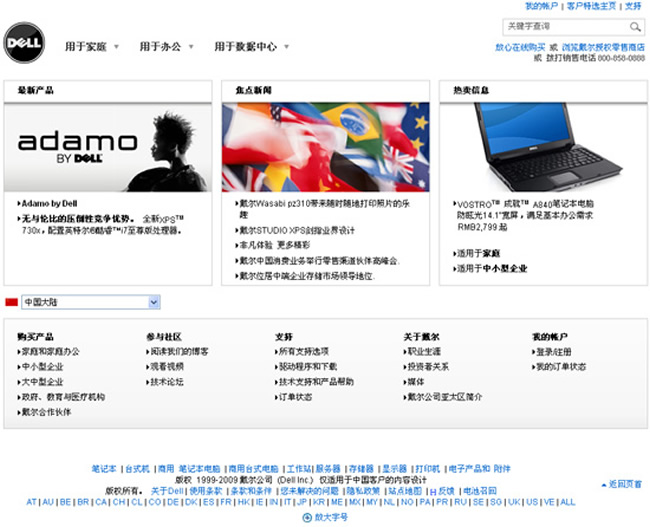 我的帐户 | 客户特选主页 | 支持
关键字查询
DELL
用于家庭 用于办公 用于数据中心
放心在线购买 或 浏览戴尔授权零售商店
或 拨打销售电话 800-858-0888
最新产品
adamo
BY DELL
Adamo by Dell
无与伦比的压倒性竞争优势。 全新XPS™
730x，配置英特尔®酷睿™i7至尊版处理器。
焦点新闻
戴尔Wasabi pz310带来随时随地打印照片的乐
趣
戴尔STUDIO XPS剑指业界设计
非凡体验 更多精彩
戴尔中国消费业务举行零售渠道伙伴高峰会.
戴尔位居中端企业存储市场领导地位.
热卖信息
VOSTRO™ 成就™ A840笔记本电脑
防眩光14.1"宽屏，满足基本办公需求
RMB2,799 起
适用于家庭
适用于中小型企业
中国大陆
购买产品
家庭和家庭办公
中小型企业
大中型企业
政府、教育与医疗机构
戴尔合作伙伴
参与社区
阅读我们的博客
观看视频
技术论坛
支持
所有支持选项
驱动程序和下载
技术支持和产品帮助
订单状态
关于戴尔
职业生涯
投资者关系
媒体
戴尔公司亚太区简介
我的帐户
登录/注册
我的订单状态
笔记本 | 台式机 | 商用 笔记本电脑 | 商用台式电脑 | 工作站 | 服务器 | 存储器 | 显示器 | 打印机 | 电子产品和 附件
版权 1999-2009 戴尔公司 (Dell Inc.) 仅适用于中国客户的内容设计
版权所有。 关于Dell | 使用条款 | 条款和条件 | 您未解决的问题 | 隐私政策 | 站点地图 | H 反馈 | 电池召回
AT | AU | BE | BR | CA | CH | CL | CO | DE | DK | ES | FR | HK | IE | IN | IT | JP | KR | ME | MX | MY | NL | NO | PA | PR | RU | SE | SG | UK | US | VE | ALL
返回页首
放大字号